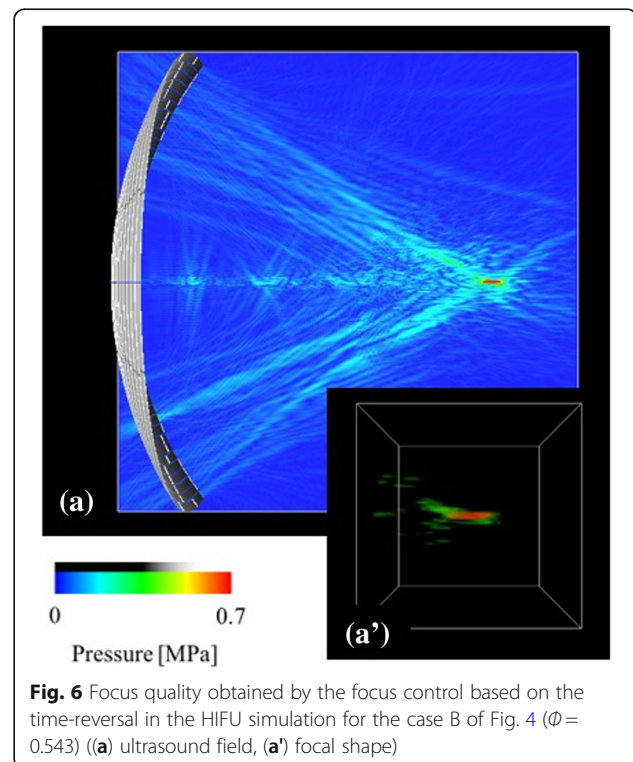 (a)
(a')
0
0.7
Pressure [MPa]
Fig. 6 Focus quality obtained by the focus control based on the
time-reversal in the HIFU simulation for the case B of Fig. 4 (Φ =
0.543) ((a) ultrasound field, (a') focal shape)